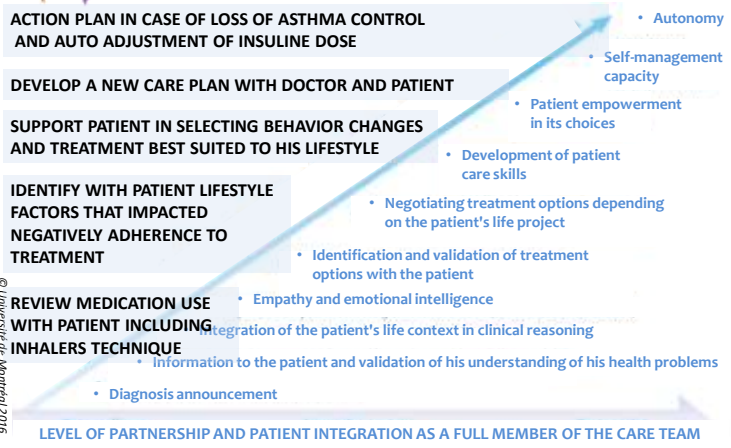 ACTION PLAN IN CASE OF LOSS OF ASTHMA CONTROL
AND AUTO ADJUSTMENT OF INSULINE DOSE
DEVELOP A NEW CARE PLAN WITH DOCTOR AND PATIENT
SUPPORT PATIENT IN SELECTING BEHAVIOR CHANGES
AND TREATMENT BEST SUITED TO HIS LIFESTYLE
IDENTIFY WITH PATIENT LIFESTYLE
FACTORS THAT IMPACTED
NEGATIVELY ADHERENCE TO
TREATMENT
REVIEW MEDICATION USE
WITH PATIENT INCLUDING
INHALERS TECHNIQUE
• Autonomy
• Self-management
capacity
• Patient empowerment
in its choices
• Development of patient
care skills
• Negotiating treatment options depending
on the patient's life project
• Identification and validation of treatment
options with the patient
• Empathy and emotional intelligence
Integration of the patient's life context in clinical reasoning
• Information to the patient and validation of his understanding of his health problems
• Diagnosis announcement
LEVEL OF PARTNERSHIP AND PATIENT INTEGRATION AS A FULL MEMBER OF THE CARE TEAM
© Université de Montréal 2016